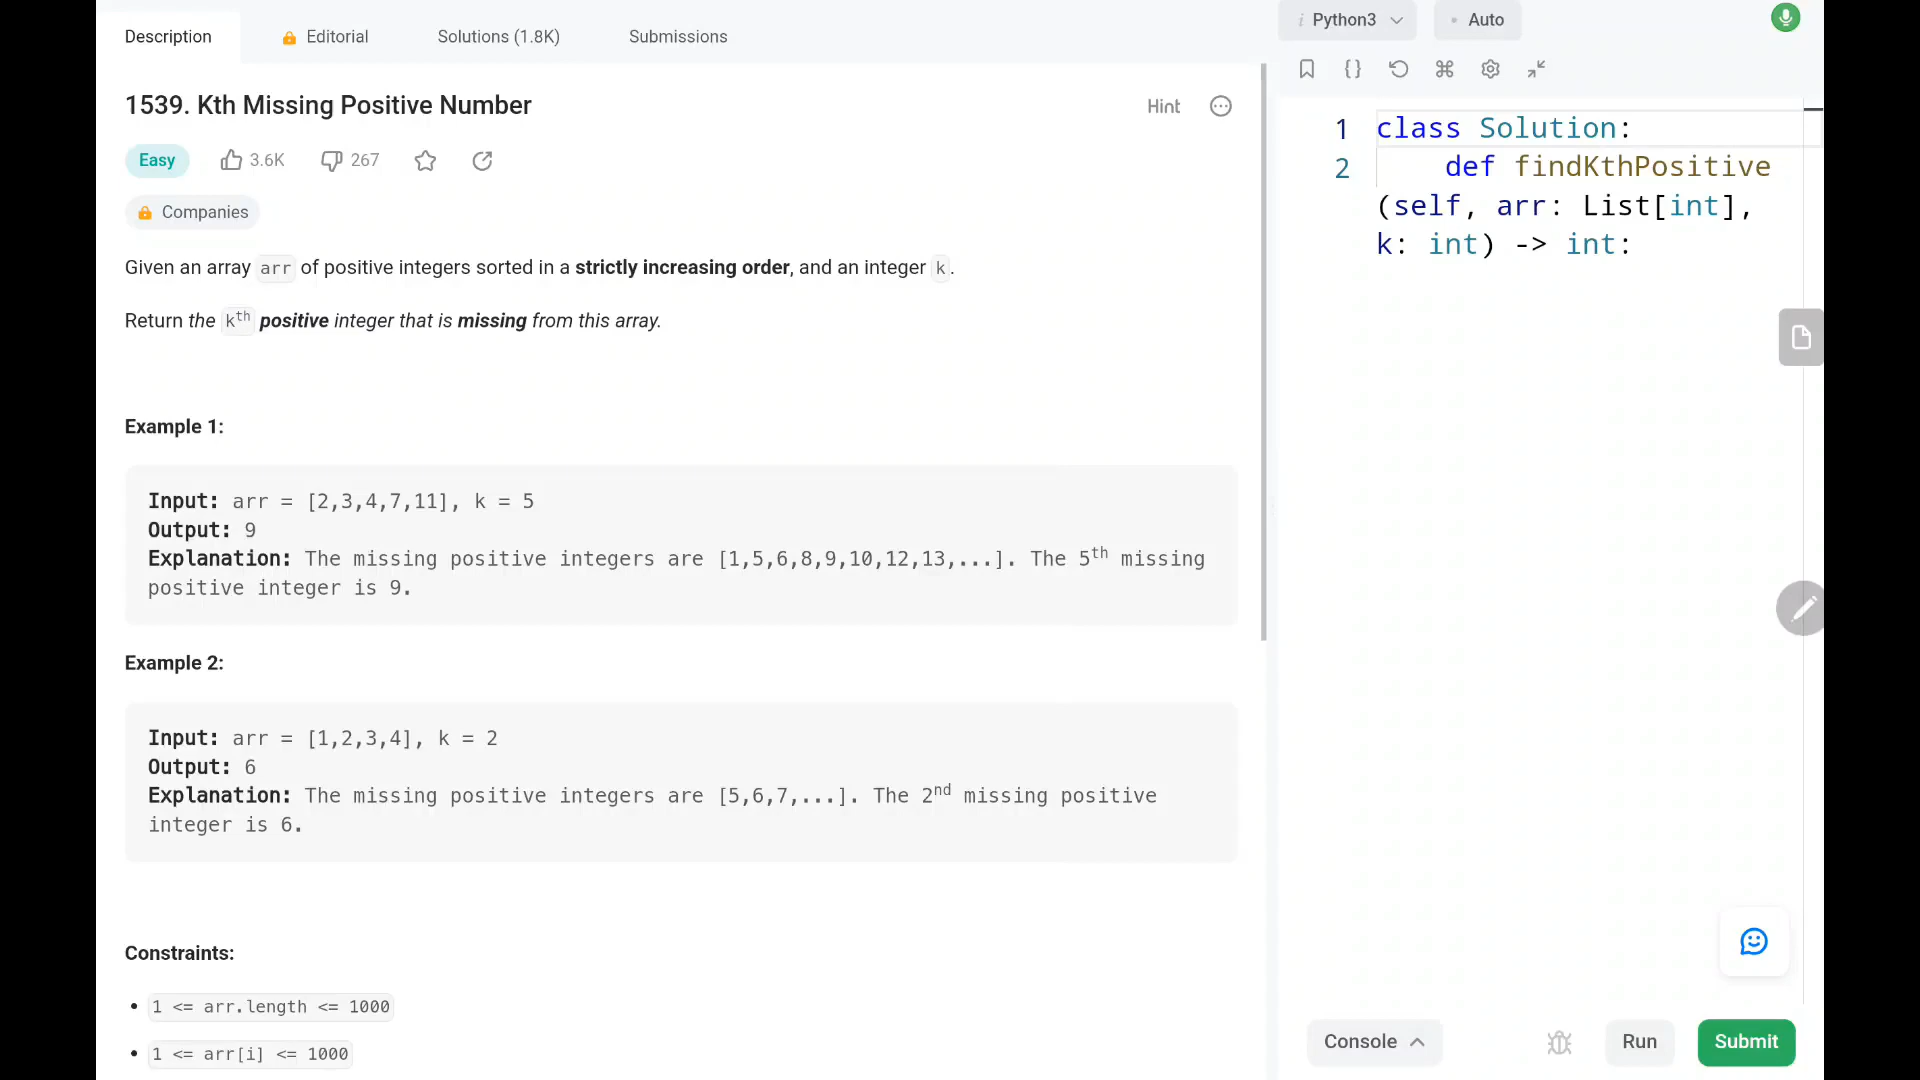 Description
Editorial
Solutions (1.8K)
Submissions
i Python3
Auto
1539. Kth Missing Positive Number
Hint
Easy
3.6K
267
Companies
Given an array arr of positive integers sorted in a strictly increasing order, and an integer k.
Return the kth positive integer that is missing from this array.
Example 1:
Input: arr = [2,3,4,7,11], k = 5
Output: 9
Explanation: The missing positive integers are [1,5,6,8,9,10,12,13,...]. The 5th missing
positive integer is 9.
Example 2:
Input: arr = [1,2,3,4], k = 2
Output: 6
Explanation: The missing positive integers are [5,6,7,...]. The 2nd missing positive
integer is 6.
Constraints:
• 1 <= arr.length <= 1000
• 1 <= arr[i] <= 1000
1 class Solution:
2 def findKthPositive
(self, arr: List[int],
k: int) -> int:
Console
Run
Submit